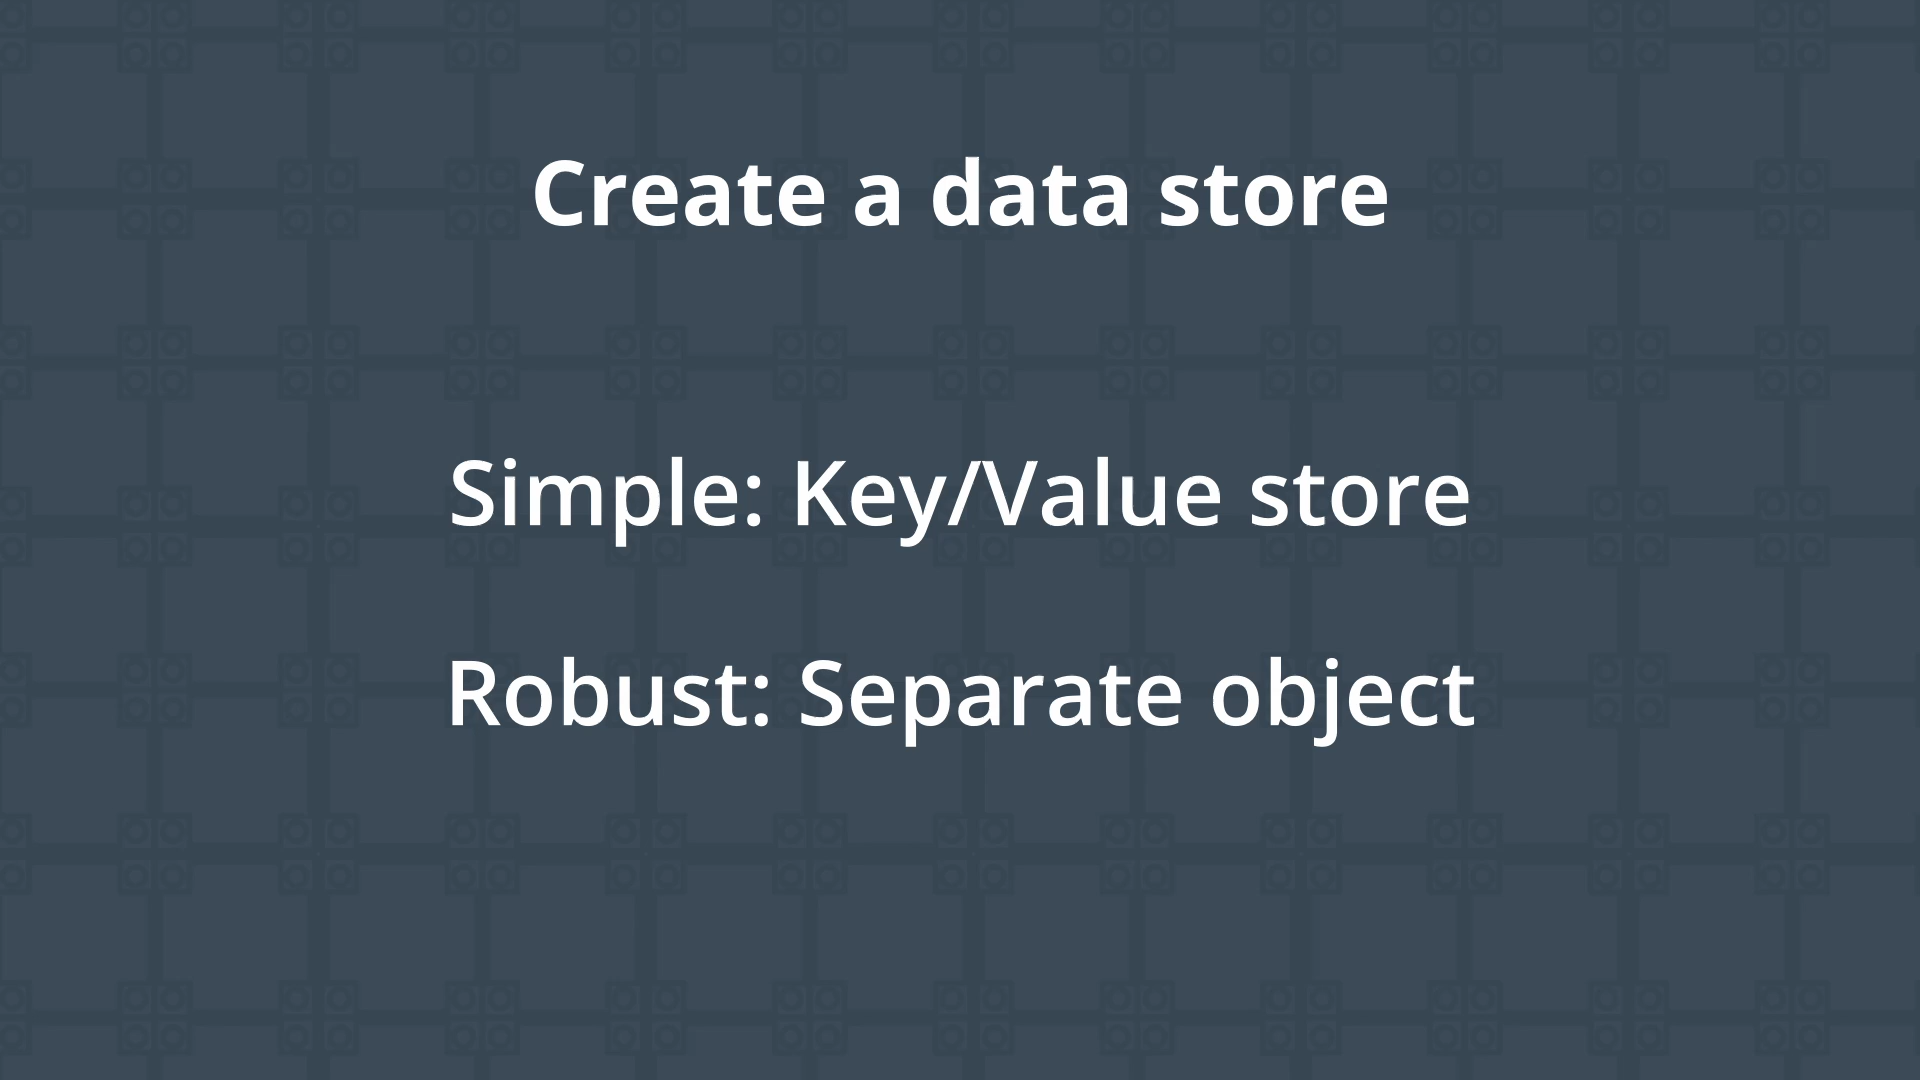 Create a data store
Simple: Key/Value store
Robust: Separate object